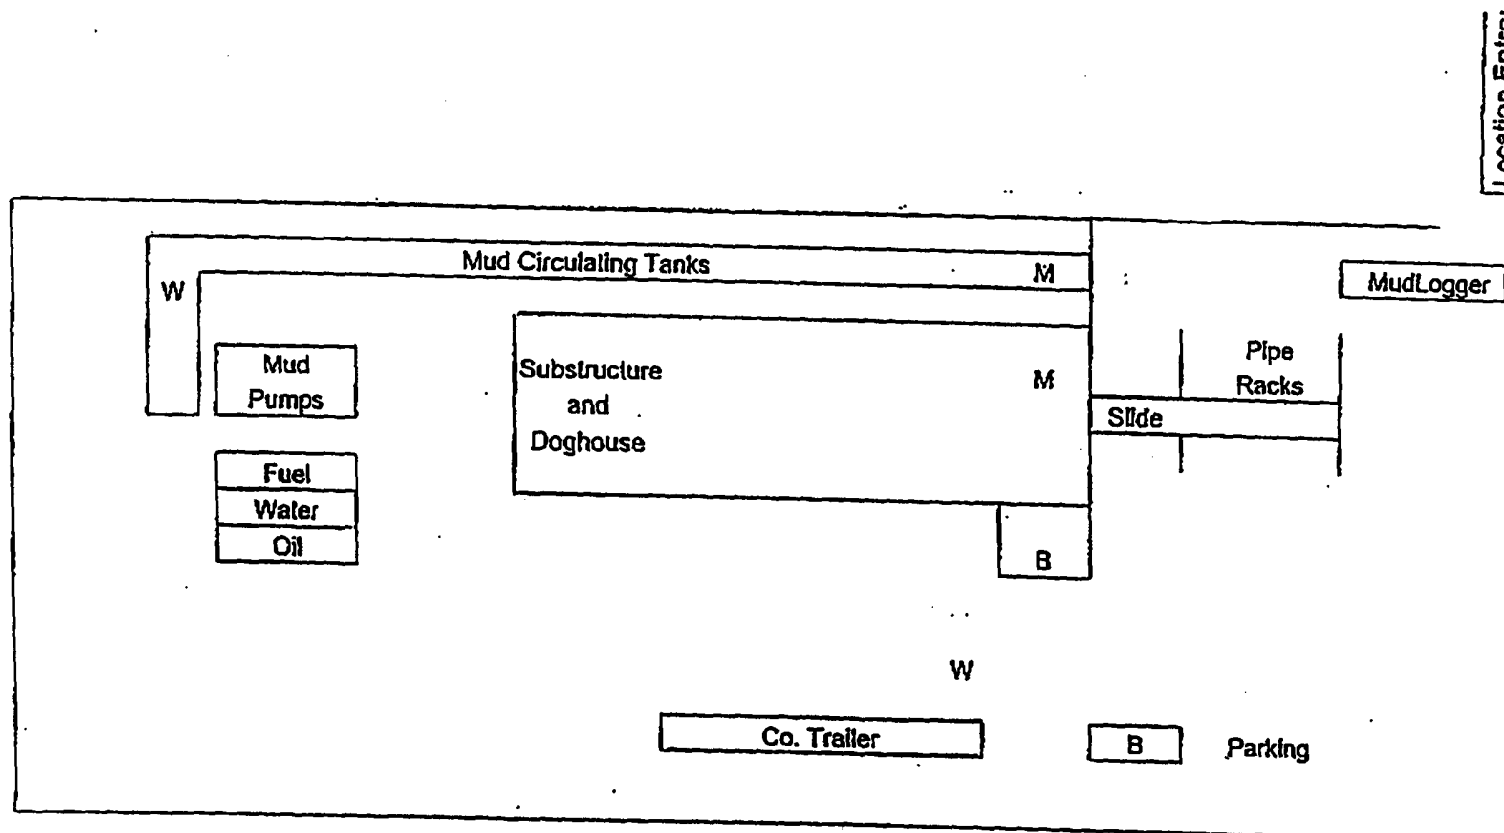 Location Entry
Mud Circulating Tanks
M
W
MudLogger
Mud
Pumps
Substructure
and
Doghouse
M
Pipe
Racks
Slide
Fuel
Water
Oil
B
W
Co. Trailer
B
Parking